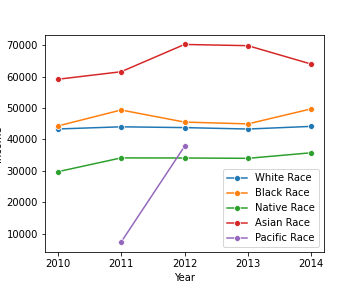 70000
60000
50000
40000
30000
20000
10000
White Race
Black Race
Native Race
Asian Race
Pacific Race
2010 2011 2012 2013 2014
Year